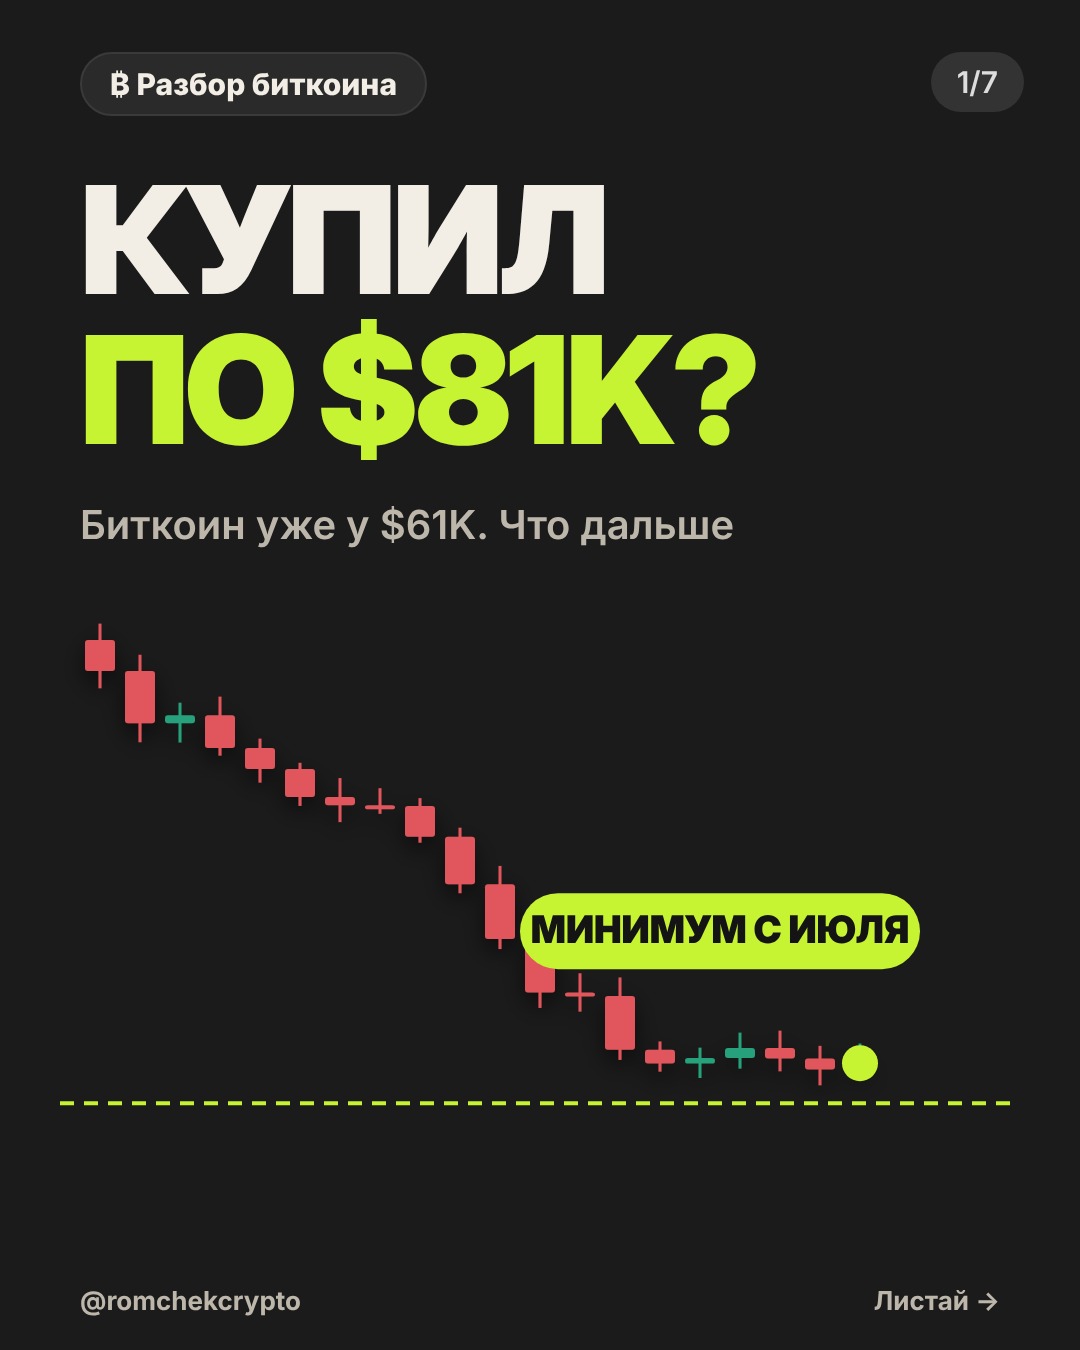 ₿ Разбор биткоина
1/7
КУПИЛ
ПО $81K?
Биткоин уже у $61K. Что дальше
МИНИМУМ С ИЮЛЯ
@romchekcrypto
Листай →